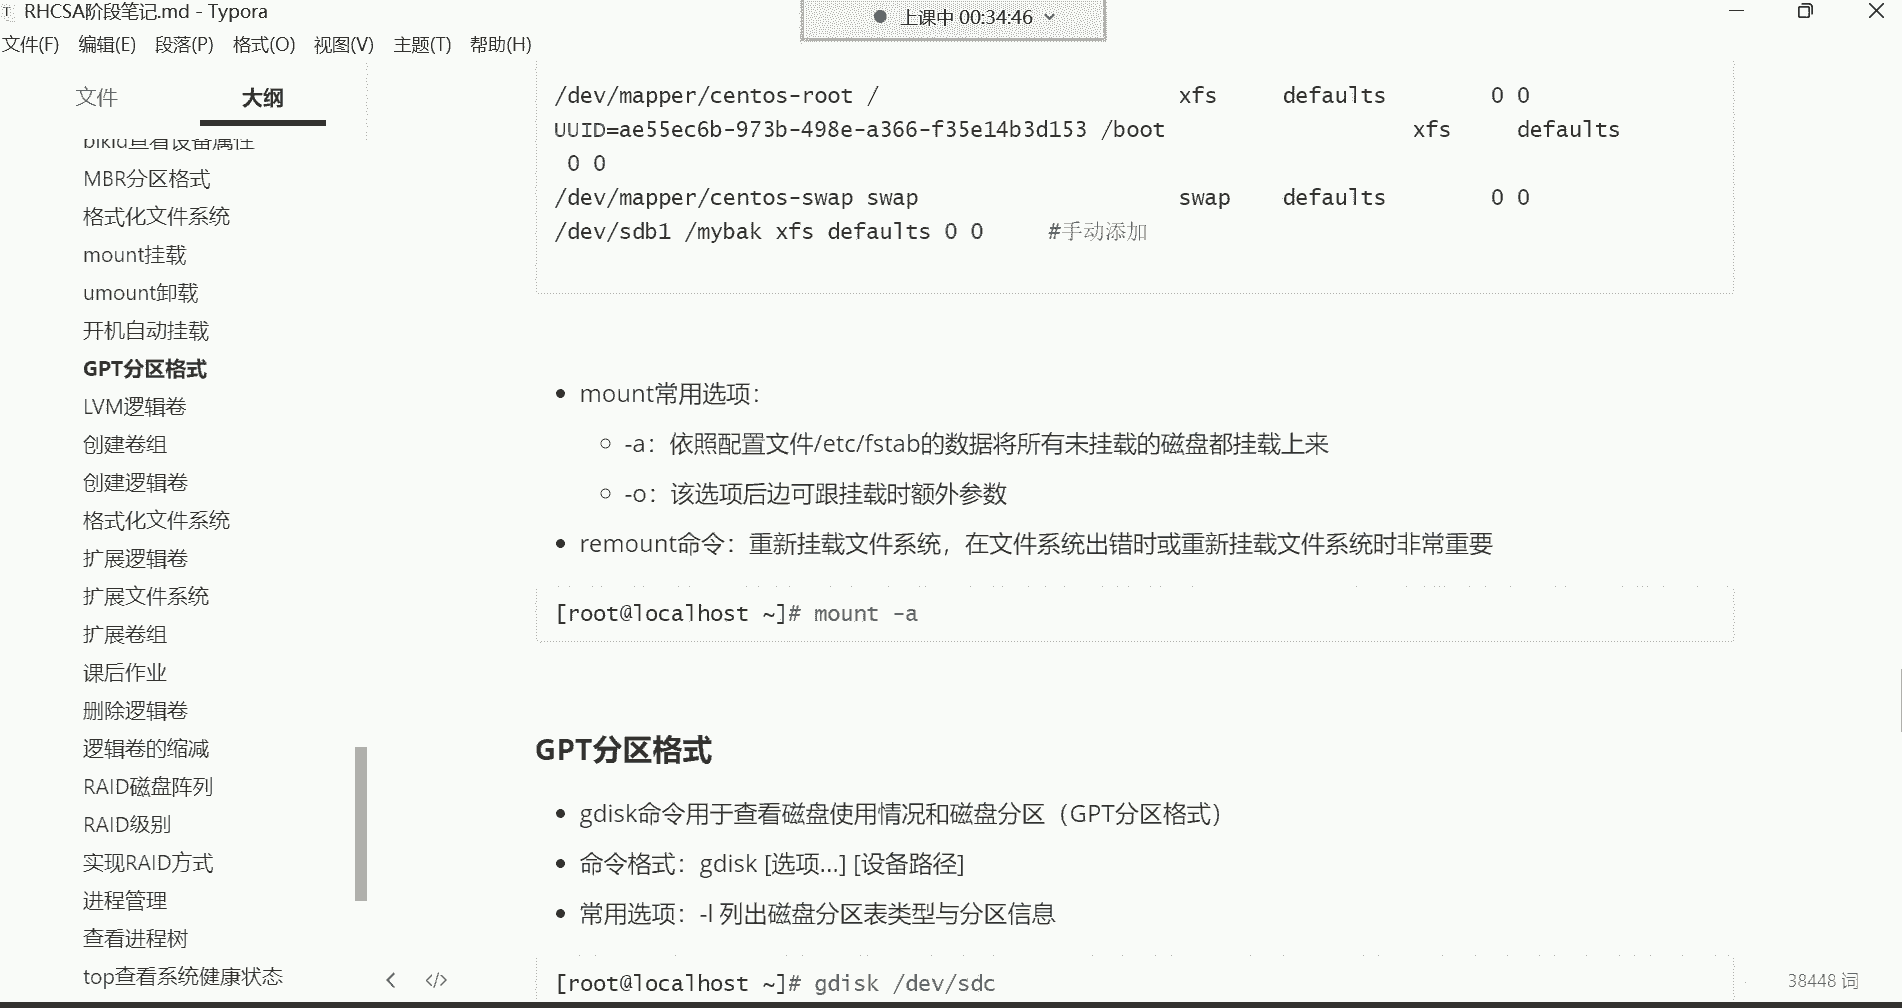 RHCSA阶段笔记.md - Typora
上课中 00:34:46
文件(F) 编辑(E) 段落(P) 格式(O) 视图(V) 主题(T) 帮助(H)
文件 大纲
blkid查看设备属性
MBR分区格式
格式化文件系统
mount挂载
umount卸载
开机自动挂载
GPT分区格式
LVM逻辑卷
创建卷组
创建逻辑卷
格式化文件系统
扩展逻辑卷
扩展文件系统
扩展卷组
课后作业
删除逻辑卷
逻辑卷的缩减
RAID磁盘阵列
RAID级别
实现RAID方式
进程管理
查看进程树
top查看系统健康状态
/dev/mapper/centos-root / xfs defaults 0 0
UUID=ae55ec6b-973b-498e-a366-f35e14b3d153 /boot xfs defaults
0 0
/dev/mapper/centos-swap swap swap defaults 0 0
/dev/sdb1 /mybak xfs defaults 0 0 #手动添加
mount常用选项：
-a：依照配置文件/etc/fstab的数据将所有未挂载的磁盘都挂载上来
-o：该选项后边可跟挂载时额外参数
remount命令：重新挂载文件系统，在文件系统出错时或重新挂载文件系统时非常重要
[root@localhost ~]# mount -a
GPT分区格式
gdisk命令用于查看磁盘使用情况和磁盘分区（GPT分区格式）
命令格式：gdisk [选项...] [设备路径]
常用选项：-l 列出磁盘分区表类型与分区信息
[root@localhost ~]# gdisk /dev/sdc
38448 词